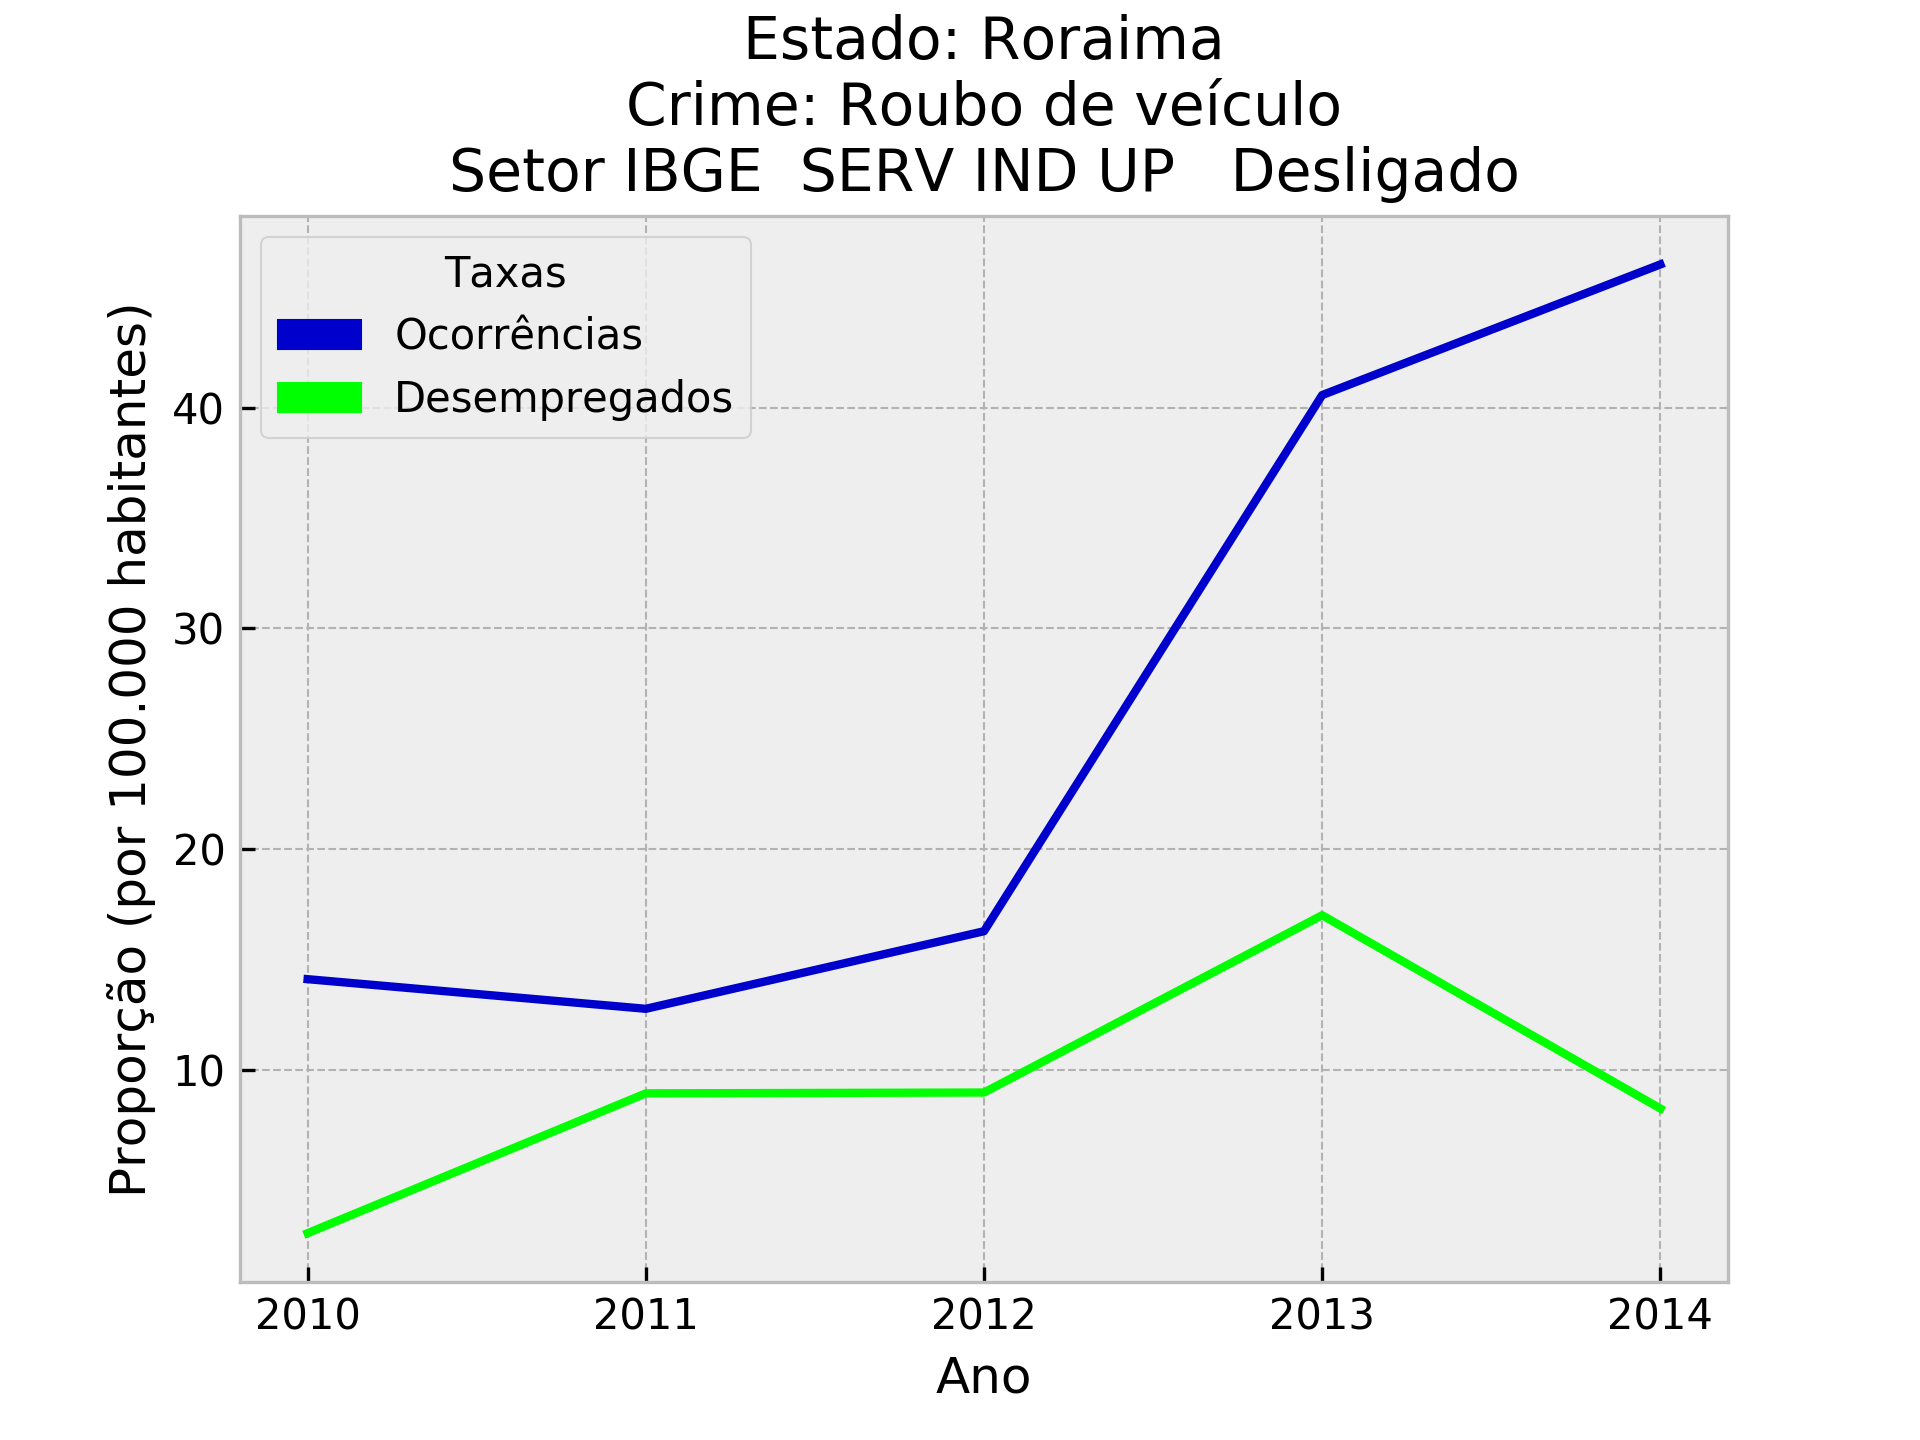 Estado: Roraima
Crime: Roubo de veículo
Setor IBGE  SERV IND UP   Desligado
Taxas
Ocorrências
Desempregados
Proporção (por 100.000 habitantes)
40
30
20
10
2010
2011
2012
2013
2014
Ano